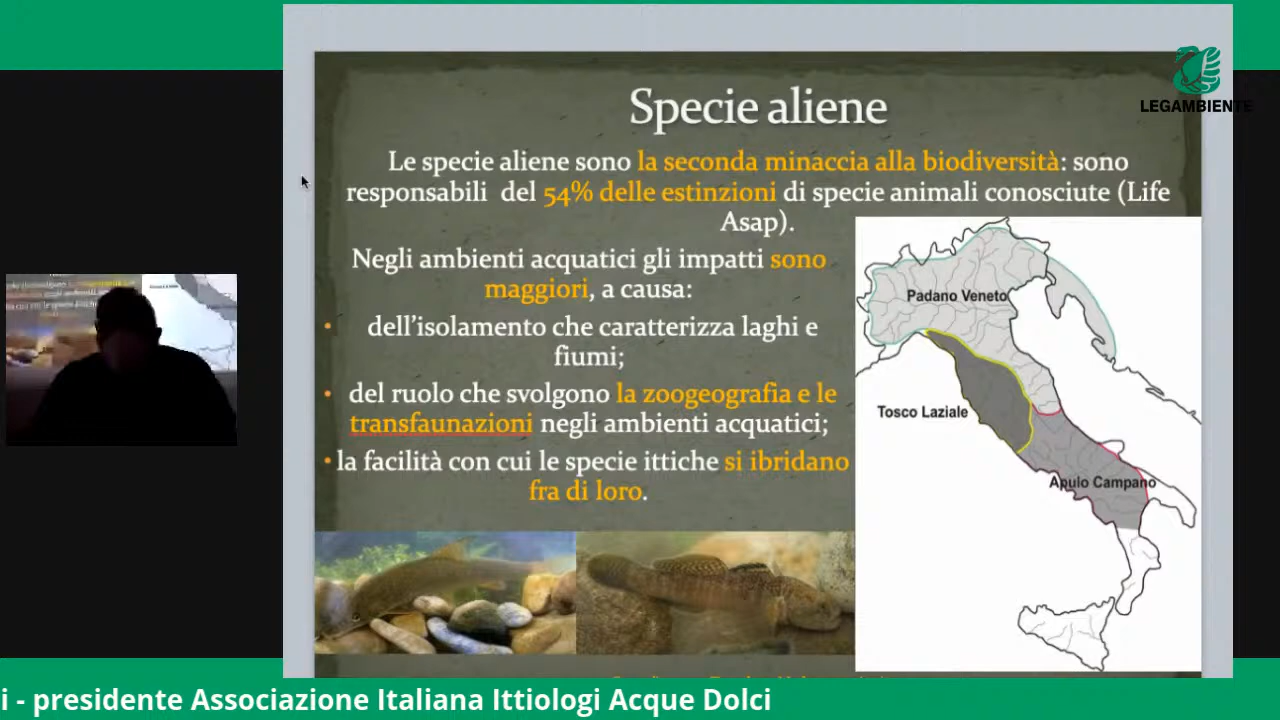 LEGAMBIENTE
Specie aliene
Le specie aliene sono la seconda minaccia alla biodiversità: sono
responsabili del 54% delle estinzioni di specie animali conosciute (Life
Asap).
Negli ambienti acquatici gli impatti sono
maggiori, a causa:
• dell'isolamento che caratterizza laghi e
fiumi;
• del ruolo che svolgono la zoogeografia e le
transfaunazioni negli ambienti acquatici;
• la facilità con cui le specie ittiche si ibridano
fra di loro.
Padano Veneto
Tosco Laziale
Apulo Campano
i - presidente Associazione Italiana Ittiologi Acque Dolci